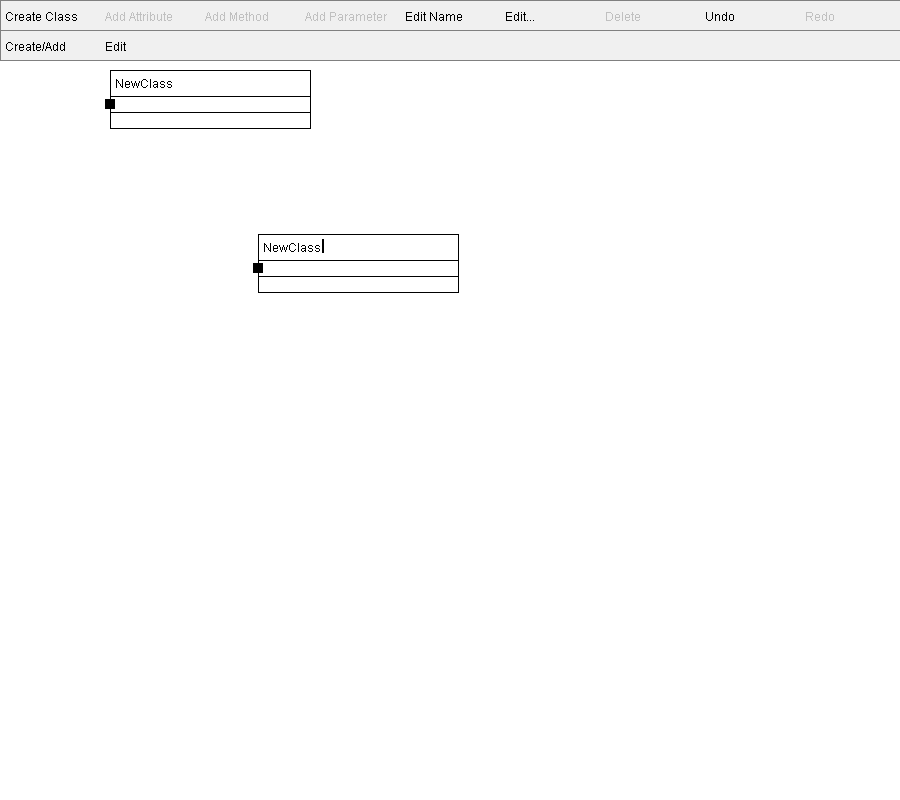 Create Class Add Attribute Add Method Add Parameter Edit Name Edit... Delete Undo Redo
Create/Add Edit
NewClass
NewClass